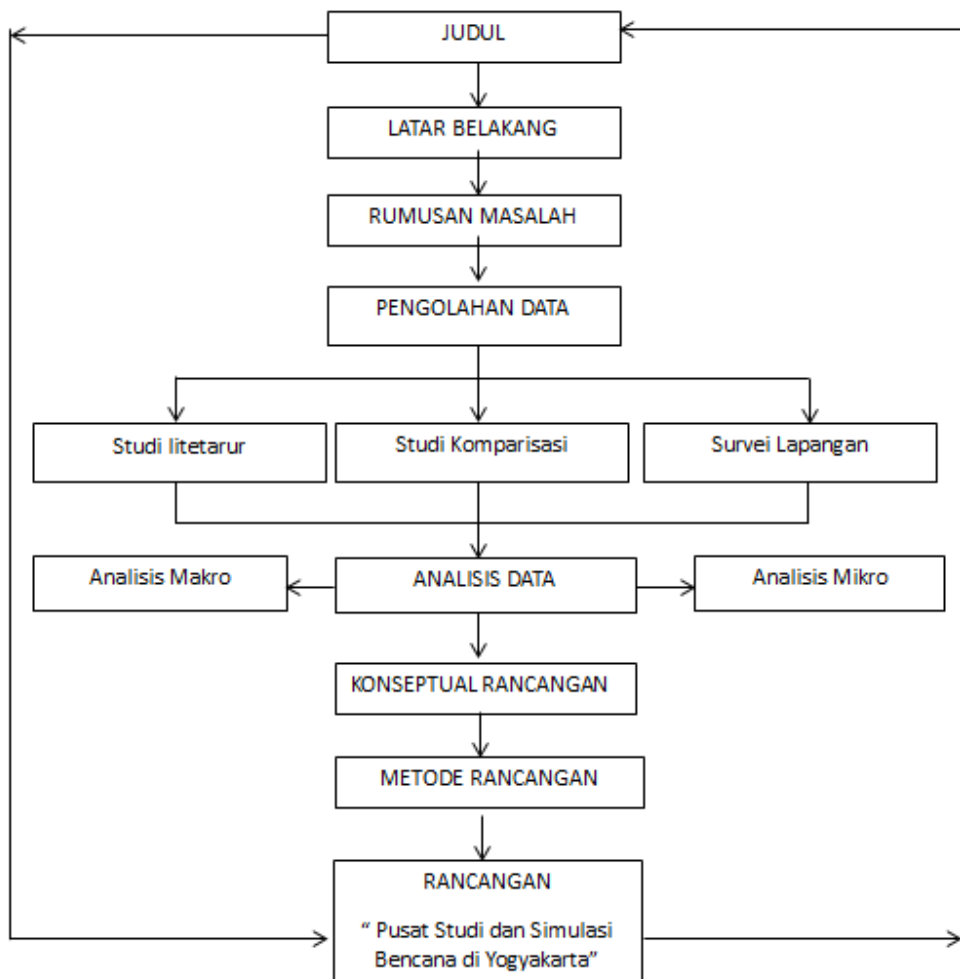 JUDUL
LATAR BELAKANG
RUMUSAN MASALAH
PENGOLAHAN DATA
Studi litetarur
Studi Komparisasi
Survei Lapangan
Analisis Makro
ANALISIS DATA
Analisis Mikro
KONSEPTUAL RANCANGAN
METODE RANCANGAN
RANCANGAN
“ Pusat Studi dan Simulasi
Bencana di Yogyakarta”